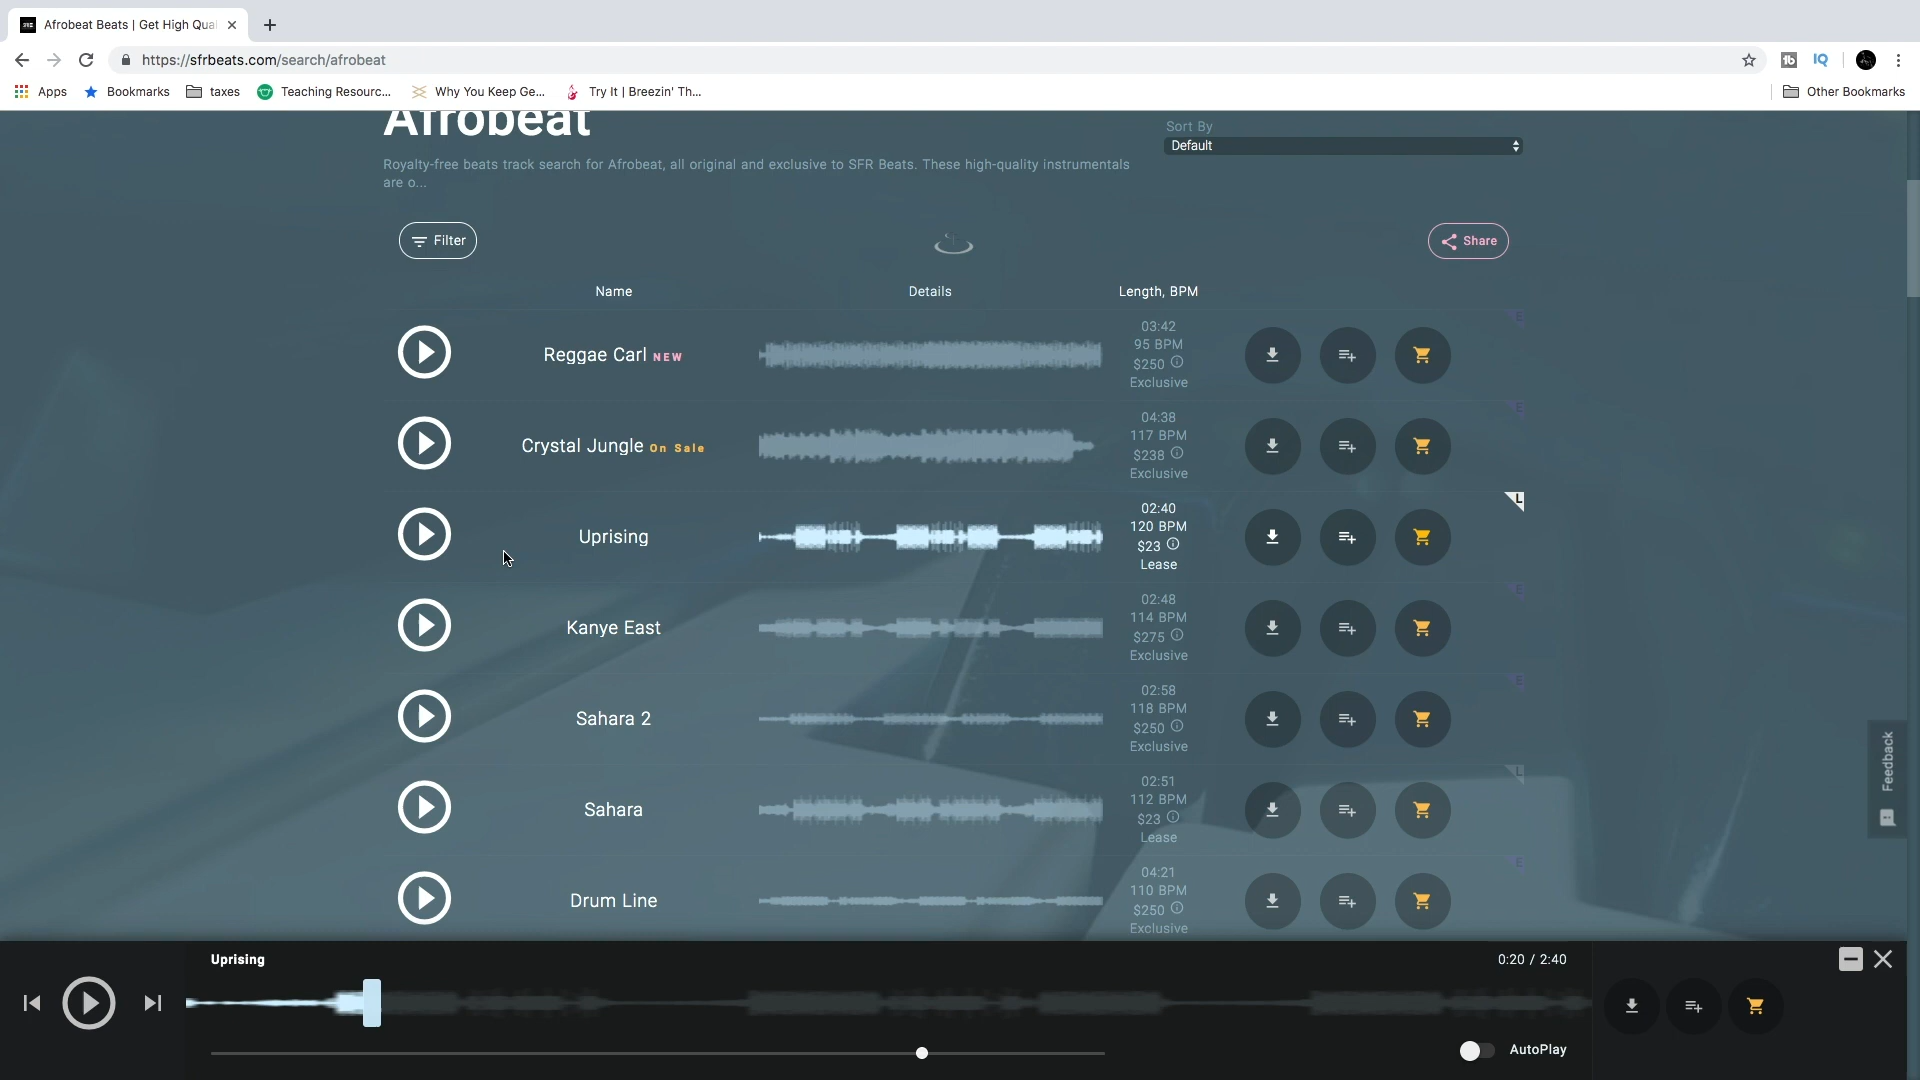 Afrobeat Beats | Get High Qua
https://sfrbeats.com/search/afrobeat
Apps
Bookmarks
taxes
Teaching Resourc...
Why You Keep Ge...
Try It | Breezin' Th...
Other Bookmarks
Afrobeat
Royalty-free beats track search for Afrobeat, all original and exclusive to SFR Beats. These high-quality instrumentals
are o...
Sort By
Default
Filter
Share
Name
Details
Length, BPM
Reggae Carl NEW
03:42
95 BPM
$250
Exclusive
E
Crystal Jungle On Sale
04:38
117 BPM
$238
Exclusive
E
Uprising
02:40
120 BPM
$23
Lease
L
Kanye East
02:48
114 BPM
$275
Exclusive
E
Sahara 2
02:58
118 BPM
$250
Exclusive
E
Sahara
02:51
112 BPM
$23
Lease
L
Drum Line
04:21
110 BPM
$250
Exclusive
E
Feedback
Uprising
0:20 / 2:40
AutoPlay